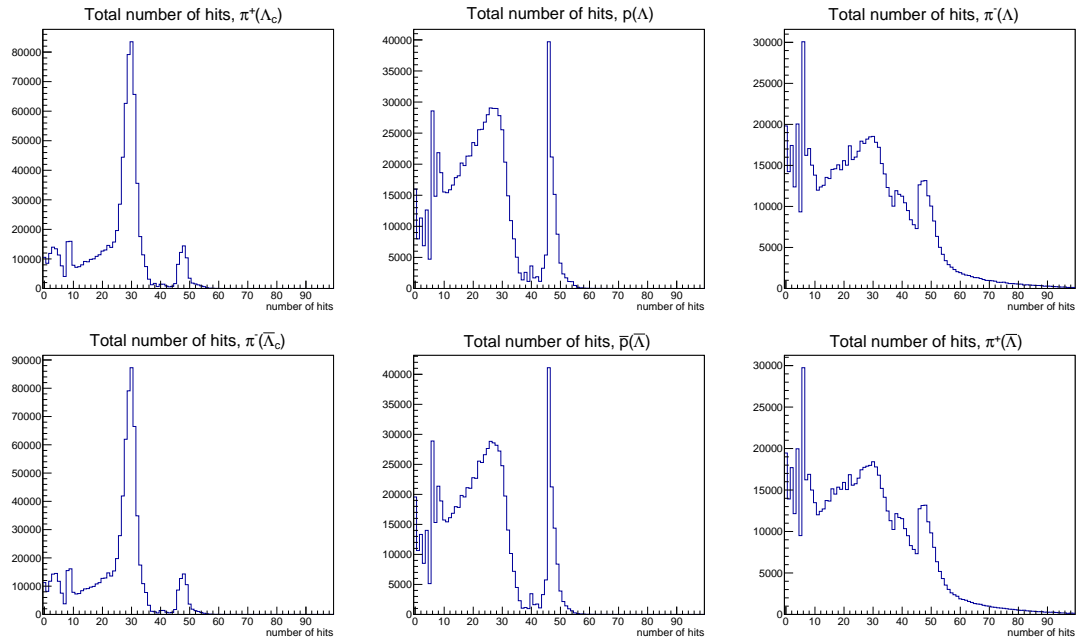 Total number of hits, π⁺(Λ_c)
80000
70000
60000
50000
40000
30000
20000
10000
0
0 10 20 30 40 50 60 70 80 90
number of hits
Total number of hits, p(Λ)
40000
35000
30000
25000
20000
15000
10000
5000
0
0 10 20 30 40 50 60 70 80 90
number of hits
Total number of hits, π⁻(Λ)
30000
25000
20000
15000
10000
5000
0
0 10 20 30 40 50 60 70 80 90
number of hits
Total number of hits, π⁻(Λ̅_c)
90000
80000
70000
60000
50000
40000
30000
20000
10000
0
0 10 20 30 40 50 60 70 80 90
number of hits
Total number of hits, p̅(Λ̅)
40000
35000
30000
25000
20000
15000
10000
5000
0
0 10 20 30 40 50 60 70 80 90
number of hits
Total number of hits, π⁺(Λ̅)
30000
25000
20000
15000
10000
5000
0
0 10 20 30 40 50 60 70 80 90
number of hits